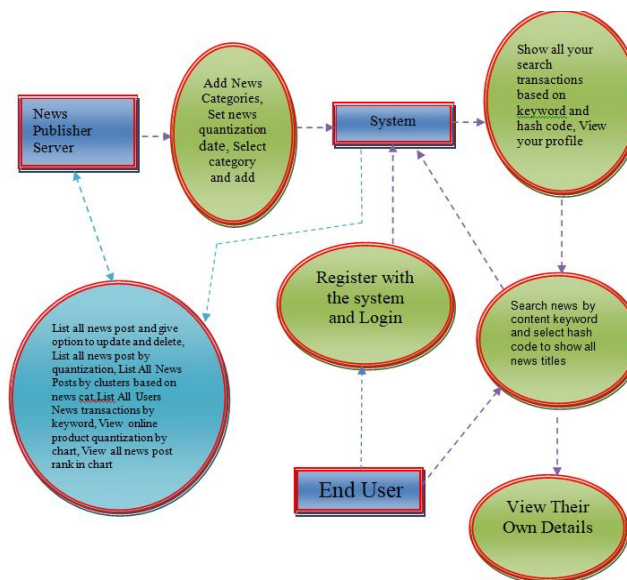 News
Publisher
Server
Add News
Categories,
Set news
quantization
date, Select
category
and add
System
Show all your
search
transactions
based on
keyword and
hash code, View
your profile
Register with
the system
and Login
Search news by
content keyword
and select hash
code to show all
news titles
List all news post and give
option to update and delete,
List all news post by
quantization, List All News
Posts by clusters based on
news cat,List All Users
News transactions by
keyword, View online
product quantization by
chart, View all news post
rank in chart
End User
View Their
Own Details